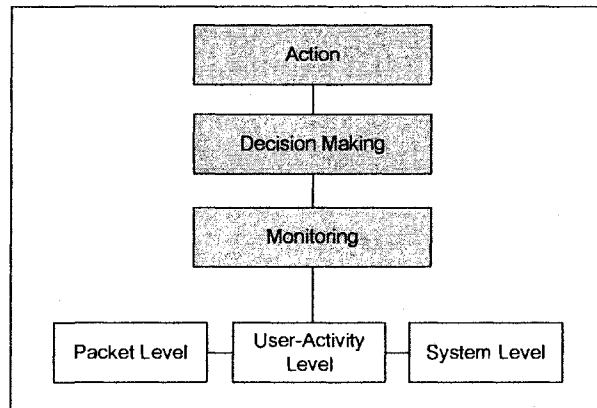 Action
Decision Making
Monitoring
Packet Level
User-Activity
Level
System Level